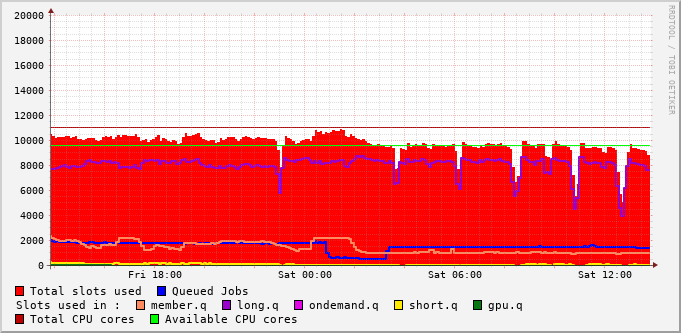 RRDTOOL / TOBI OETIKER
20000
18000
16000
14000
12000
10000
8000
6000
4000
2000
0
Fri 18:00 Sat 00:00 Sat 06:00 Sat 12:00
Total slots used Queued Jobs
Slots used in : member.q long.q ondemand.q short.q gpu.q
Total CPU cores Available CPU cores